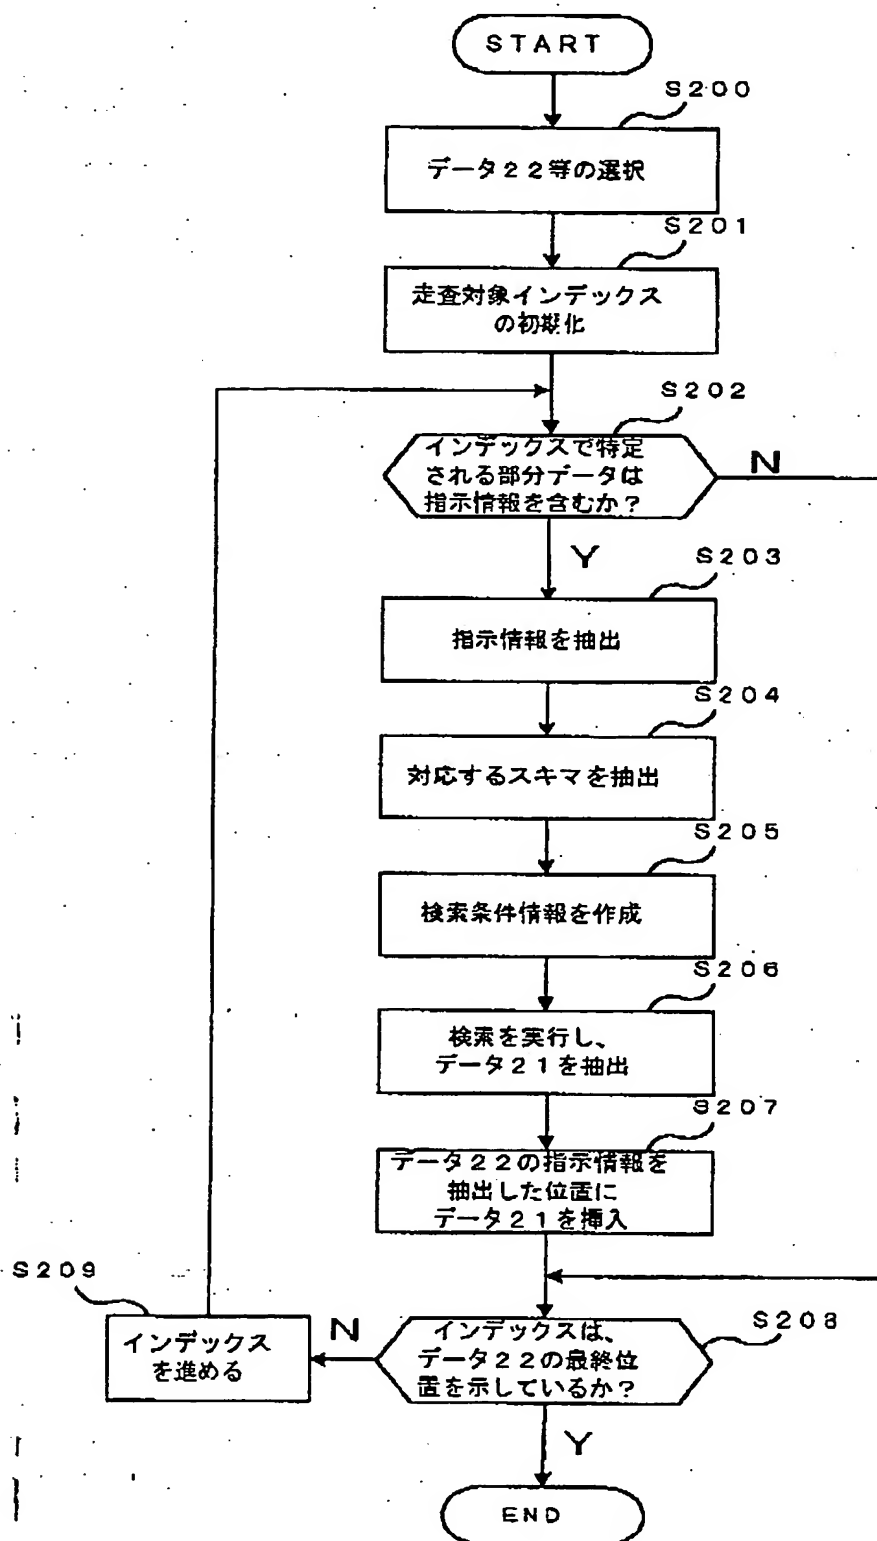 START
S200
データ22等の選択
S201
走査対象インデックス
の初期化
S202
インデックスで特定
される部分データは
指示情報を含むか？
N
Y
S203
指示情報を抽出
S204
対応するスキマを抽出
S205
検索条件情報を作成
S206
検索を実行し、
データ21を抽出
S207
データ22の指示情報を
抽出した位置に
データ21を挿入
S209
インデックス
を進める
N
S208
インデックスは、
データ22の最終位
置を示しているか？
Y
END